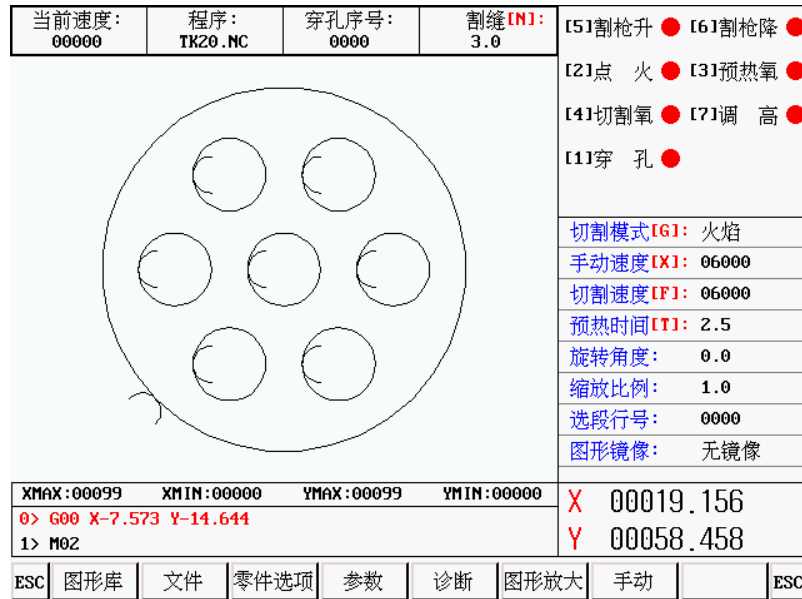 当前速度: 程序: 穿孔序号: 割缝[N]:
00000 TK20.NC 0000 3.0
[5]割枪升 [6]割枪降
[2]点 火 [3]预热氧
[4]切割氧 [7]调 高
[1]穿 孔
切割模式[G]: 火焰
手动速度[X]: 06000
切割速度[F]: 06000
预热时间[T]: 2.5
旋转角度: 0.0
缩放比例: 1.0
选段行号: 0000
图形镜像: 无镜像
XMAX:00099 XMIN:00000 YMAX:00099 YMIN:00000
0> G00 X-7.573 Y-14.644
1> M02
X 00019.156
Y 00058.458
ESC 图形库 文件 零件选项 参数 诊断 图形放大 手动 ESC